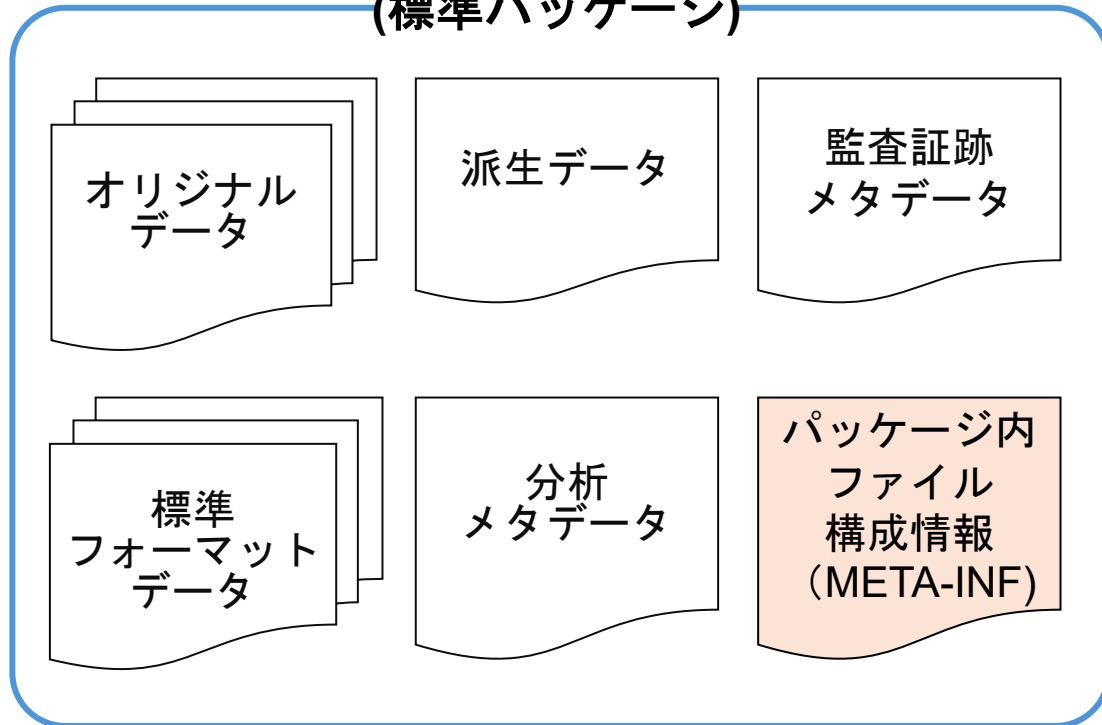 (標準パッケージ)
オリジナル
データ
派生データ
監査証跡
メタデータ
標準
フォーマット
データ
分析
メタデータ
パッケージ内
ファイル
構成情報
（META-INF)